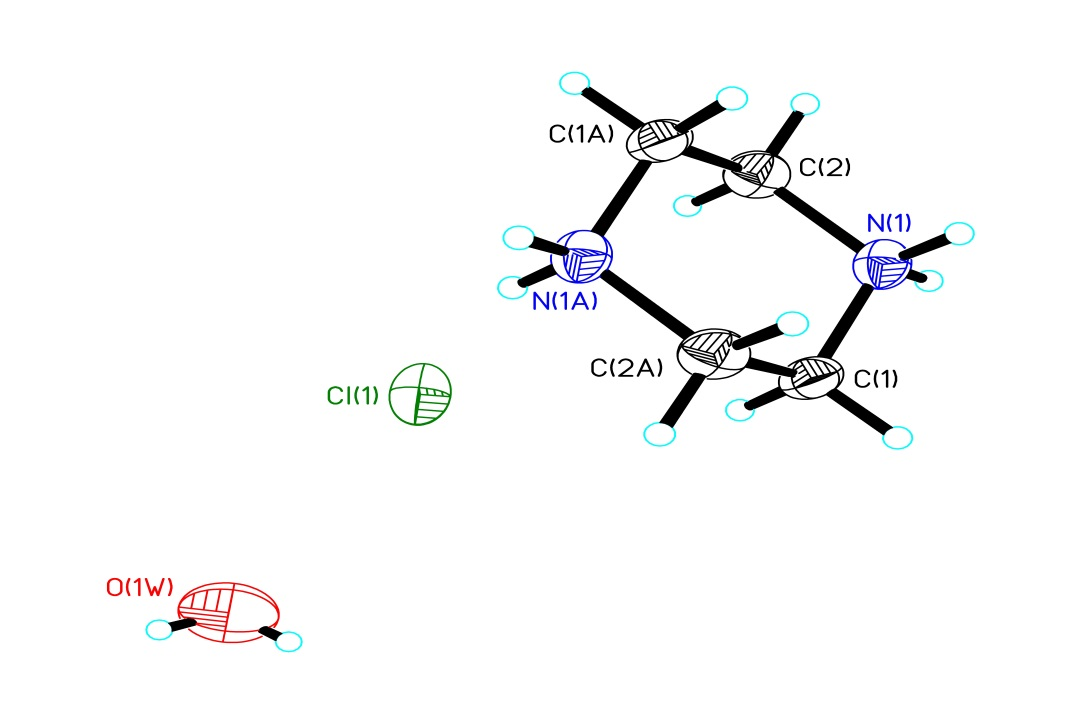 C(1A)
C(2)
N(1)
N(1A)
C(2A)
C(1)
Cl(1)
O(1W)